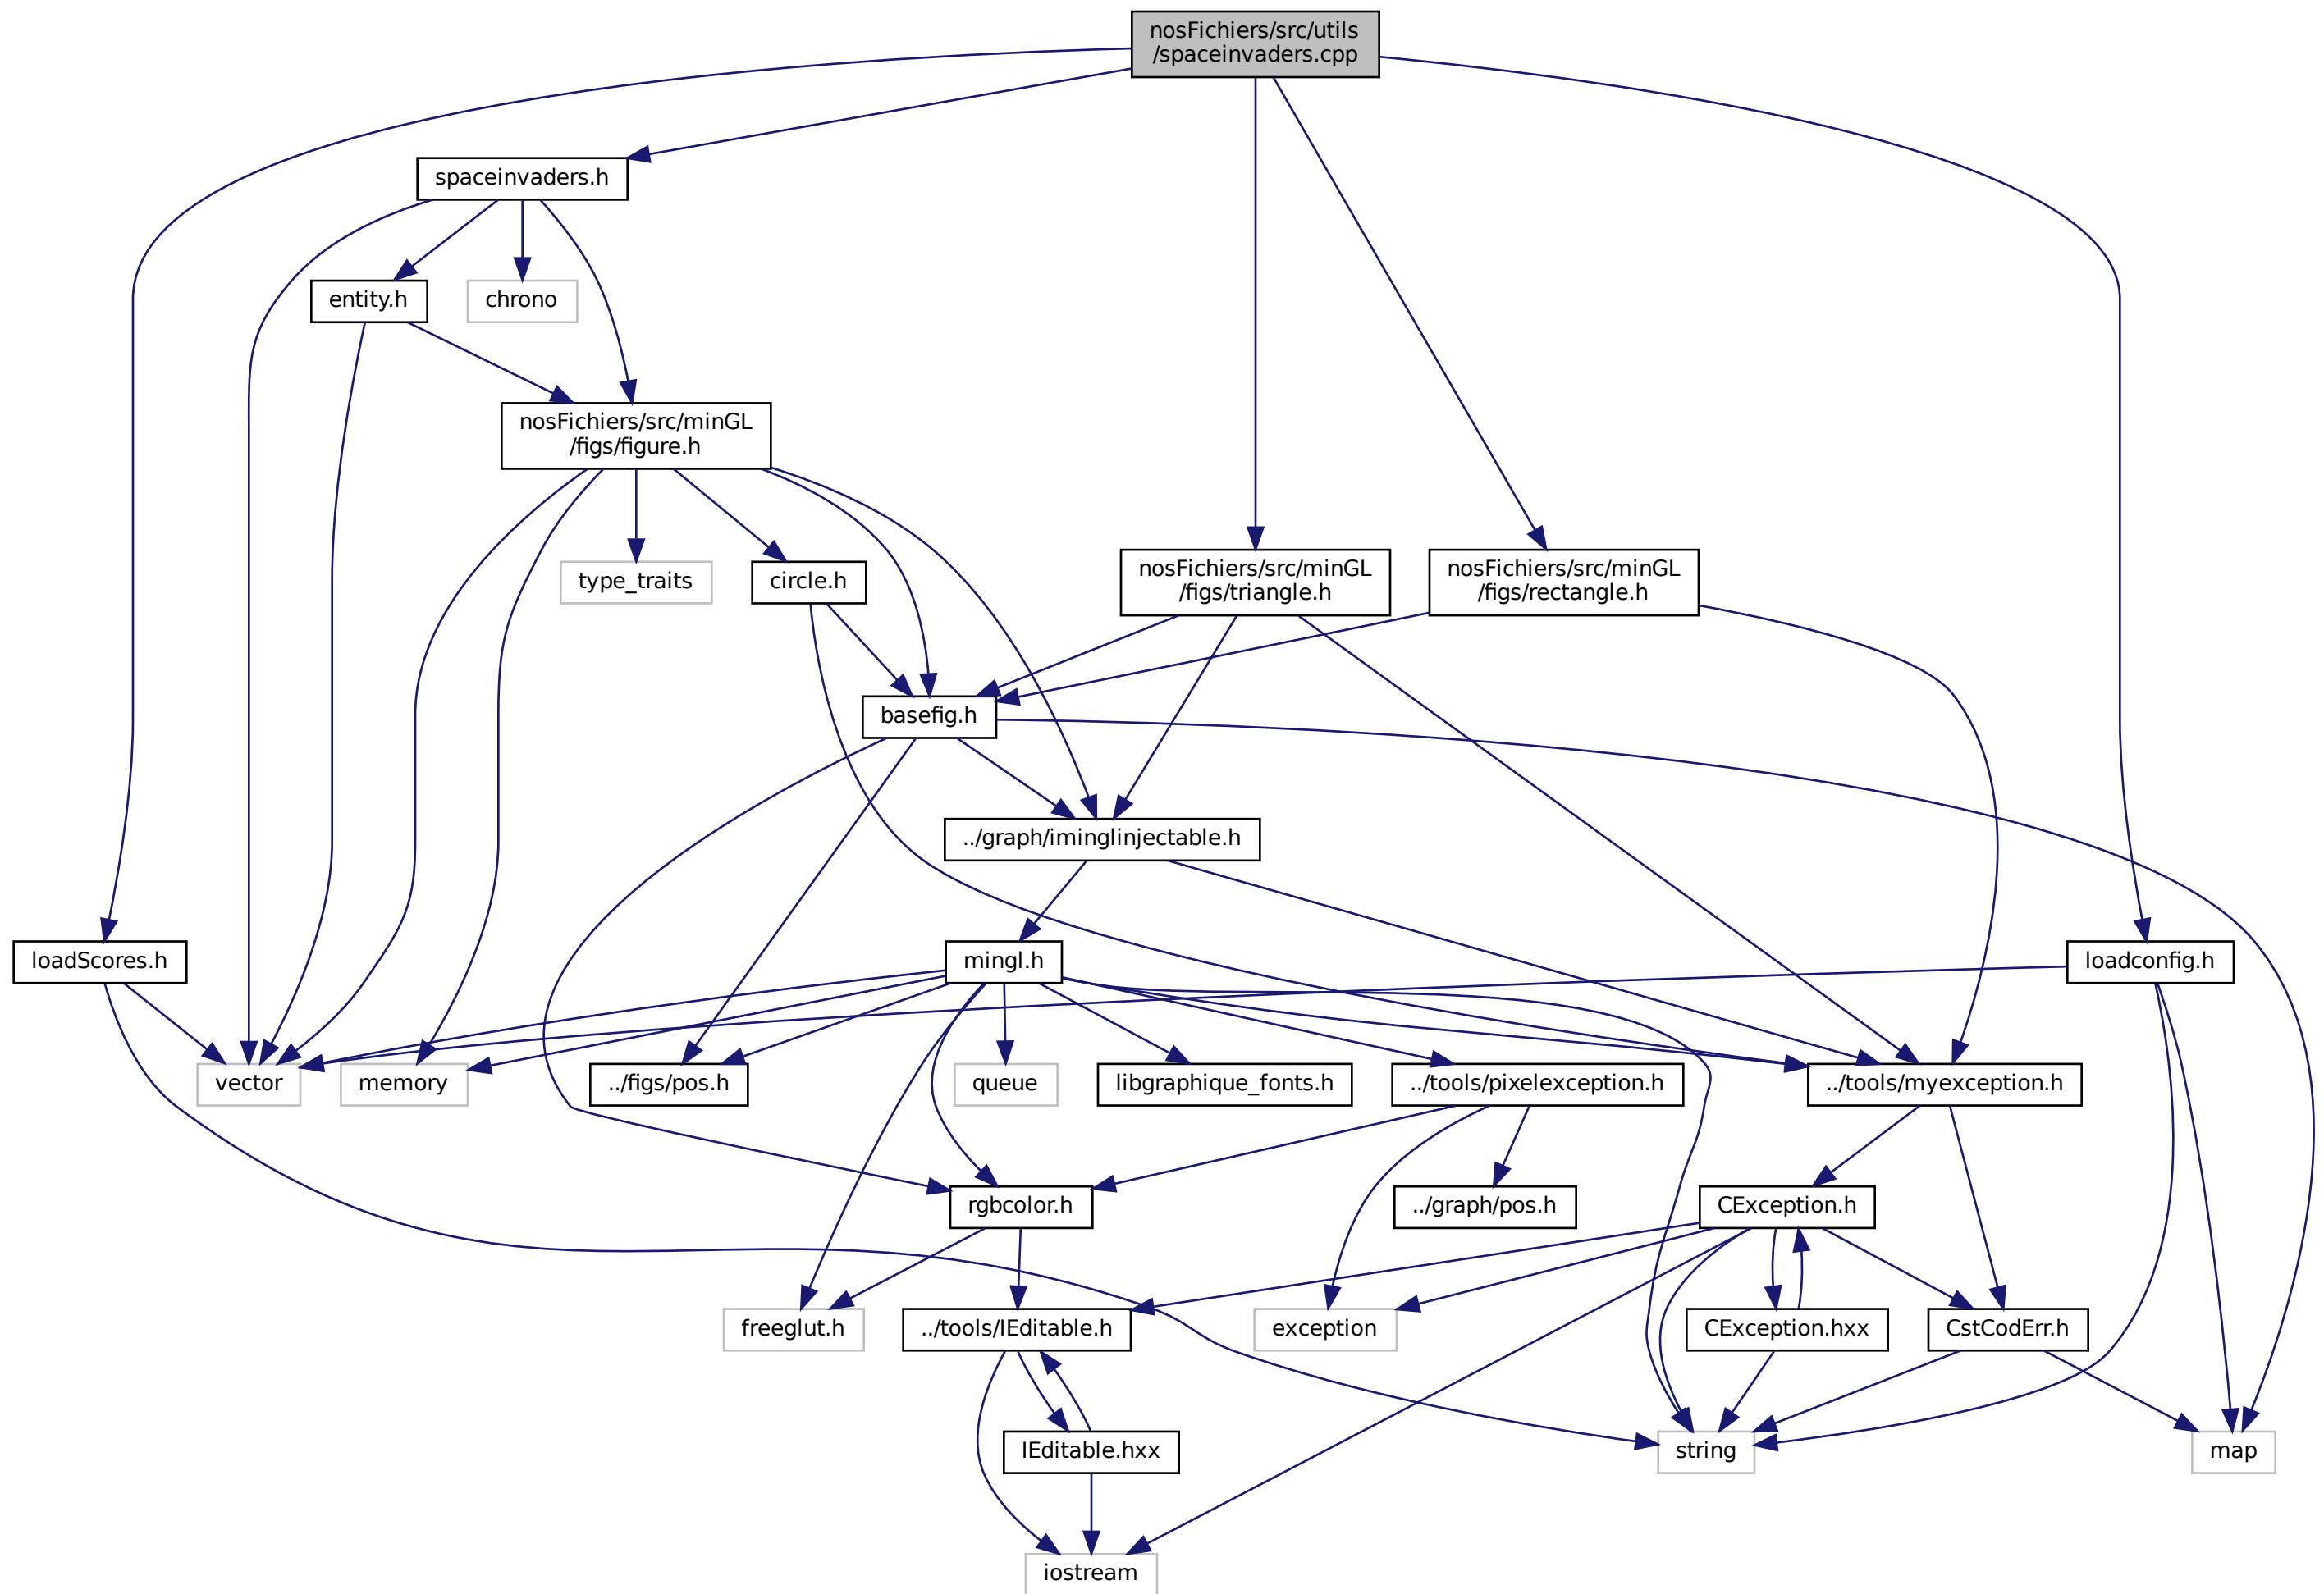 nosFichiers/src/utils
/spaceinvaders.cpp
spaceinvaders.h
entity.h
chrono
nosFichiers/src/minGL
/figs/figure.h
type_traits
circle.h
nosFichiers/src/minGL
/figs/triangle.h
nosFichiers/src/minGL
/figs/rectangle.h
basefig.h
../graph/iminglinjectable.h
loadScores.h
mingl.h
loadconfig.h
vector
memory
../figs/pos.h
queue
libgraphique_fonts.h
../tools/pixelexception.h
../tools/myexception.h
rgbcolor.h
../graph/pos.h
CException.h
freeglut.h
../tools/IEditable.h
exception
CException.hxx
CstCodErr.h
IEditable.hxx
string
map
iostream